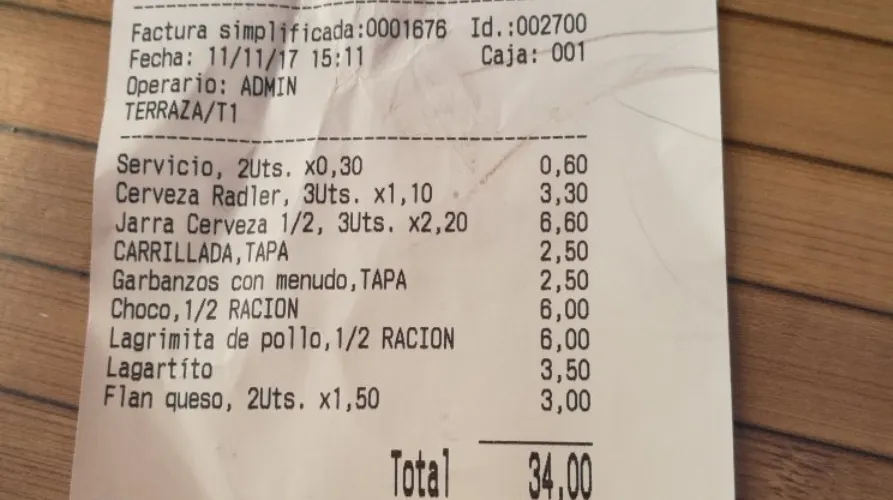 Factura simplificada:0001676 Id.:002700
Fecha: 11/11/17 15:11 Caja: 001
Operario: ADMIN
TERRAZA/T1
Servicio, 2Uts. x0,30 0,60
Cerveza Radler, 3Uts. x1,10 3,30
Jarra Cerveza 1/2, 3Uts. x2,20 6,60
CARRILLADA,TAPA 2,50
Garbanzos con menudo,TAPA 2,50
Choco,1/2 RACION 6,00
Lagrimita de pollo,1/2 RACION 6,00
Lagartíto 3,50
Flan queso, 2Uts. x1,50 3,00
Total 34,00